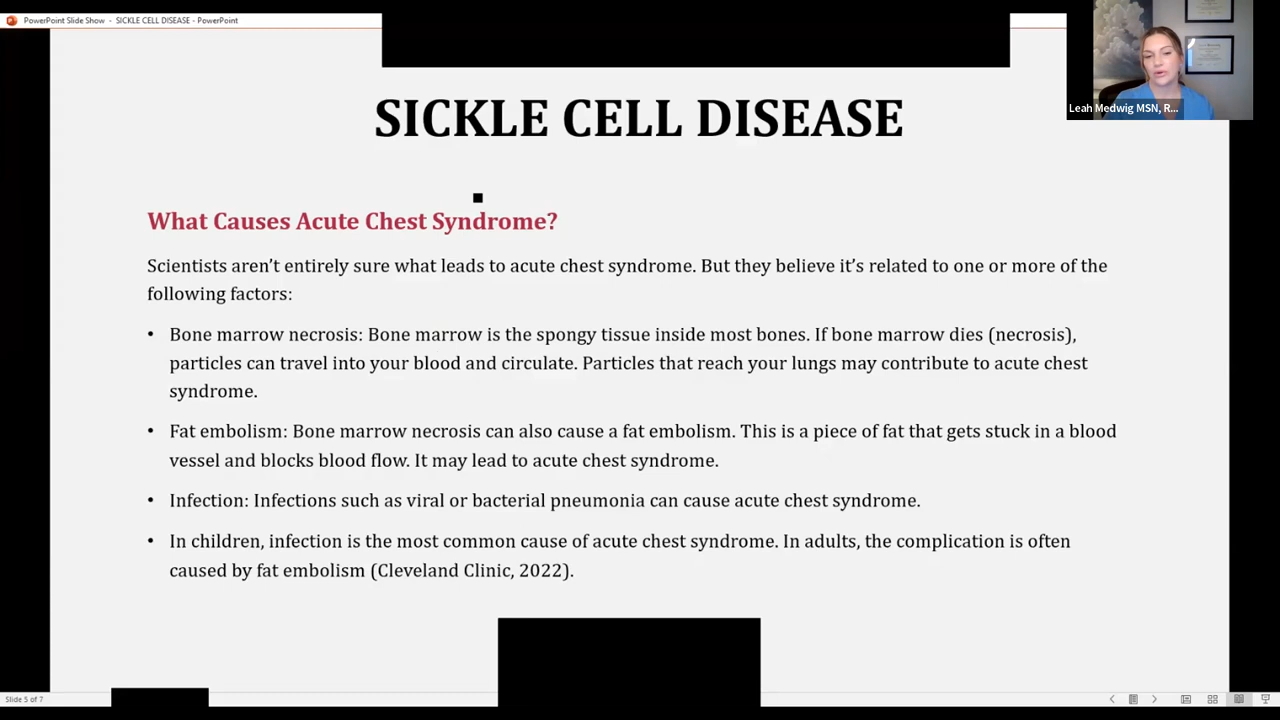 PowerPoint Slide Show - SICKLE CELL DISEASE - PowerPoint
Leah Medwig MSN, R...
SICKLE CELL DISEASE
What Causes Acute Chest Syndrome?
Scientists aren’t entirely sure what leads to acute chest syndrome. But they believe it’s related to one or more of the
following factors:
• Bone marrow necrosis: Bone marrow is the spongy tissue inside most bones. If bone marrow dies (necrosis),
particles can travel into your blood and circulate. Particles that reach your lungs may contribute to acute chest
syndrome.
• Fat embolism: Bone marrow necrosis can also cause a fat embolism. This is a piece of fat that gets stuck in a blood
vessel and blocks blood flow. It may lead to acute chest syndrome.
• Infection: Infections such as viral or bacterial pneumonia can cause acute chest syndrome.
• In children, infection is the most common cause of acute chest syndrome. In adults, the complication is often
caused by fat embolism (Cleveland Clinic, 2022).
Slide 5 of 7